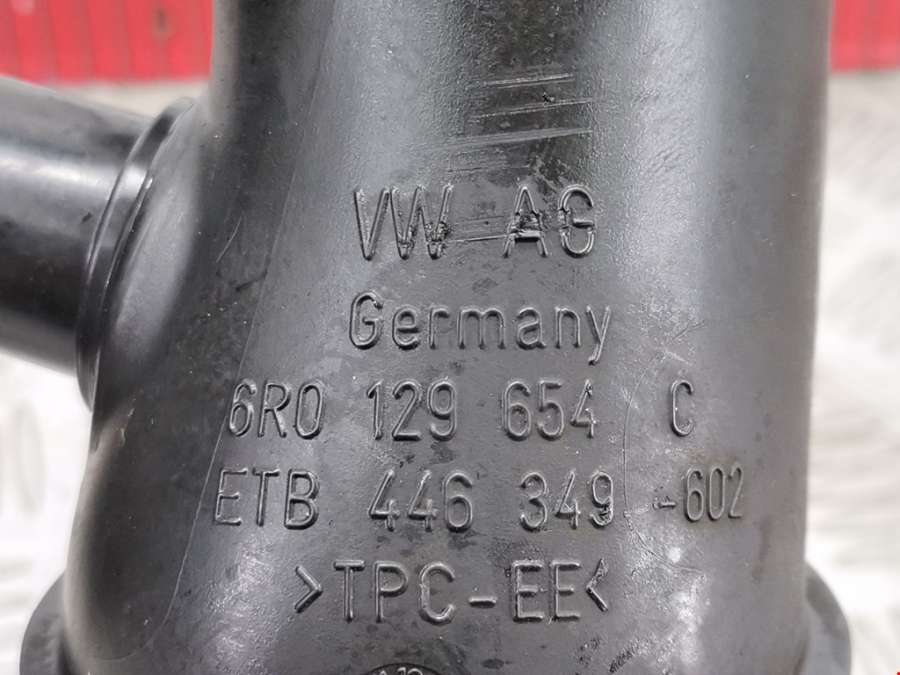 VW AG
Germany
6R0 129 654 C
ETB 446 349 -602
>TPC-EE<